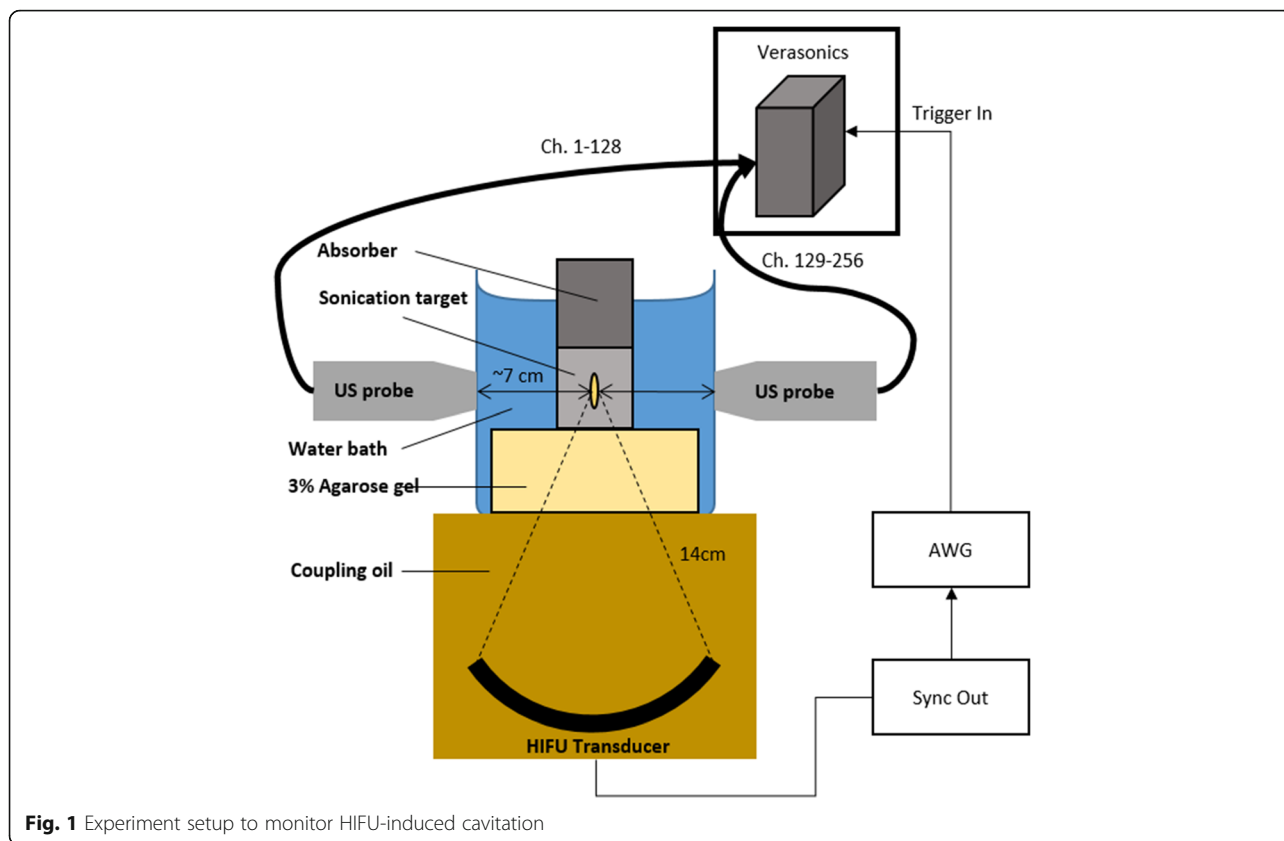 Verasonics
Trigger In
Ch. 1-128
Absorber
Ch. 129-256
Sonication target
~7 cm
US probe
US probe
Water bath
3% Agarose gel
14cm
AWG
Coupling oil
Sync Out
HIFU Transducer
Fig. 1 Experiment setup to monitor HIFU-induced cavitation